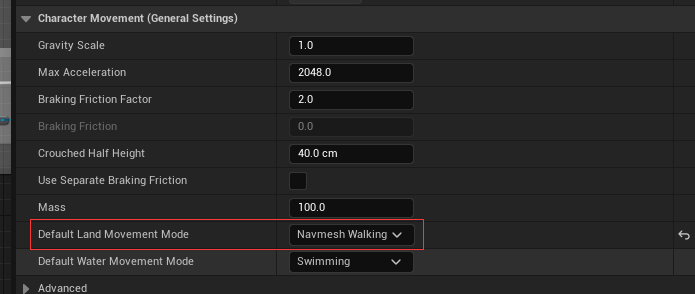 Character Movement (General Settings)
Gravity Scale 1.0
Max Acceleration 2048.0
Braking Friction Factor 2.0
Braking Friction 0.0
Crouched Half Height 40.0 cm
Use Separate Braking Friction
Mass 100.0
Default Land Movement Mode Navmesh Walking
Default Water Movement Mode Swimming
Advanced